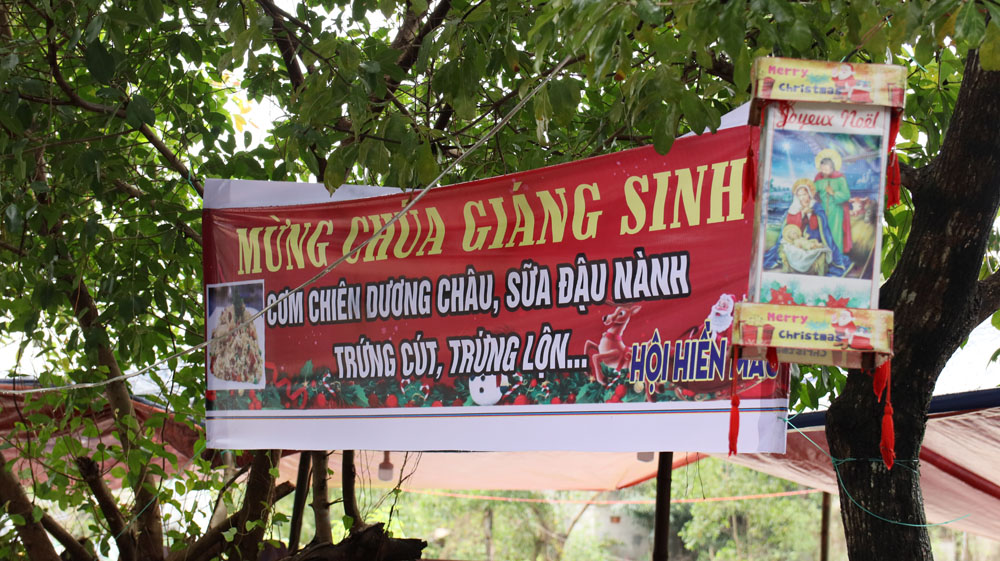 MỪNG CHÚA GIÁNG SINH
CƠM CHIÊN DƯƠNG CHÂU, SỮA ĐẬU NÀNH
TRỨNG CÚT, TRỨNG LỘN...
HỘI HIỀN MẪU
Merry
Christmas
Joyeux Noël
Merry
Christmas